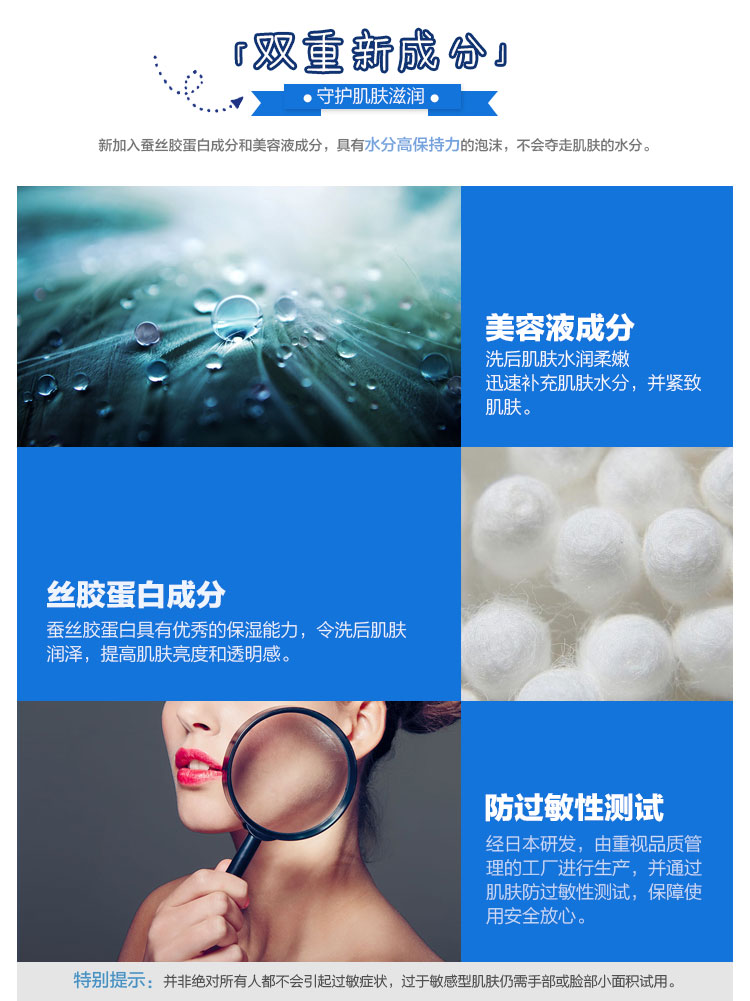 「双重新成分」
•守护肌肤滋润•
新加入蚕丝胶蛋白成分和美容液成分，具有水分高保持力的泡沫，不会夺走肌肤的水分。
美容液成分
洗后肌肤水润柔嫩
迅速补充肌肤水分，并紧致
肌肤。
丝胶蛋白成分
蚕丝胶蛋白具有优秀的保湿能力，令洗后肌肤
润泽，提高肌肤亮度和透明感。
防过敏性测试
经日本研发，由重视品质管
理的工厂进行生产，并通过
肌肤防过敏性测试，保障使
用安全放心。
特别提示：并非绝对所有人都不会引起过敏症状，过于敏感型肌肤仍需手部或脸部小面积试用。